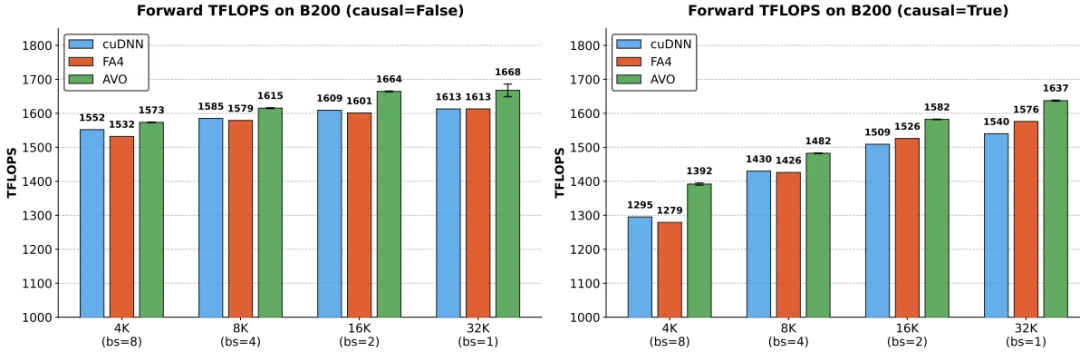 Forward TFLOPS on B200 (causal=False)
TFLOPS
1800
1700
1600
1500
1400
1300
1200
1100
1000
cuDNN
FA4
AVO
1552
1532
1573
1585
1579
1615
1609
1601
1664
1613
1613
1668
4K
(bs=8)
8K
(bs=4)
16K
(bs=2)
32K
(bs=1)
Forward TFLOPS on B200 (causal=True)
TFLOPS
1800
1700
1600
1500
1400
1300
1200
1100
1000
cuDNN
FA4
AVO
1295
1279
1392
1430
1426
1482
1509
1526
1582
1540
1576
1637
4K
(bs=8)
8K
(bs=4)
16K
(bs=2)
32K
(bs=1)